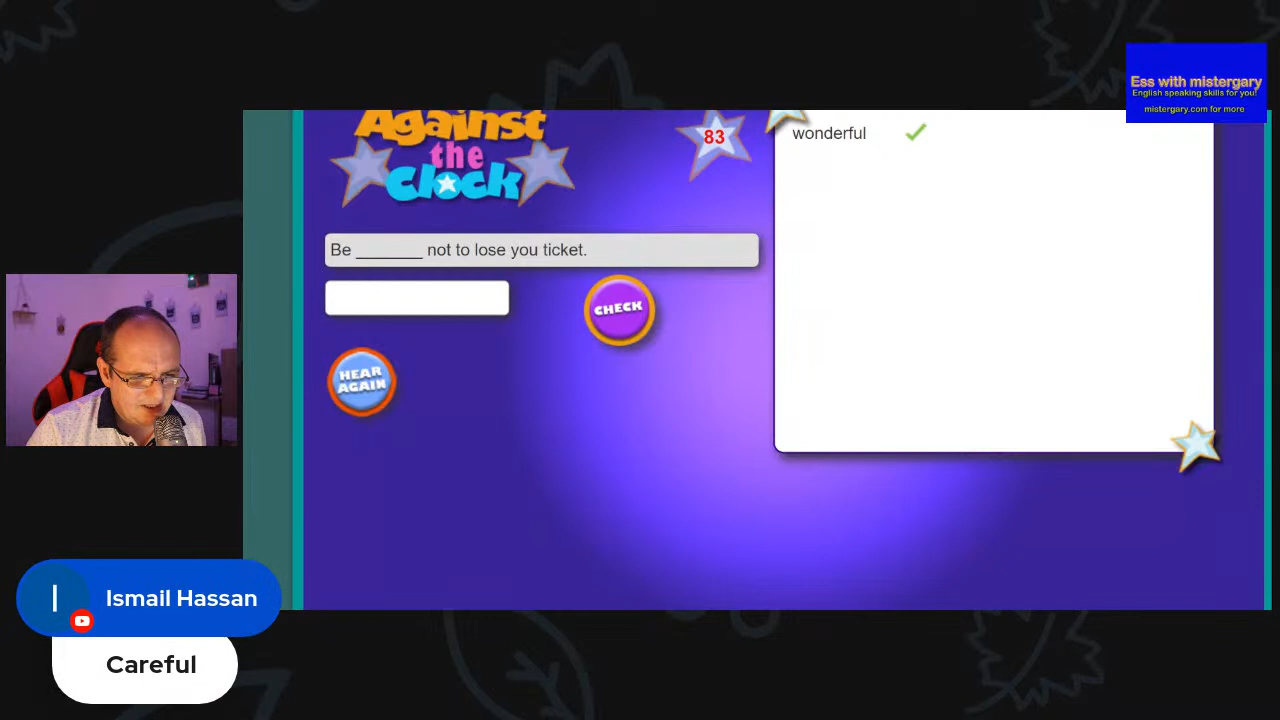 Ess with mistergary
English speaking skills for you!
mistergary.com for more
Against
the
Clock
83
wonderful
Be _______ not to lose you ticket.
CHECK
HEAR
AGAIN
I
Ismail Hassan
Careful